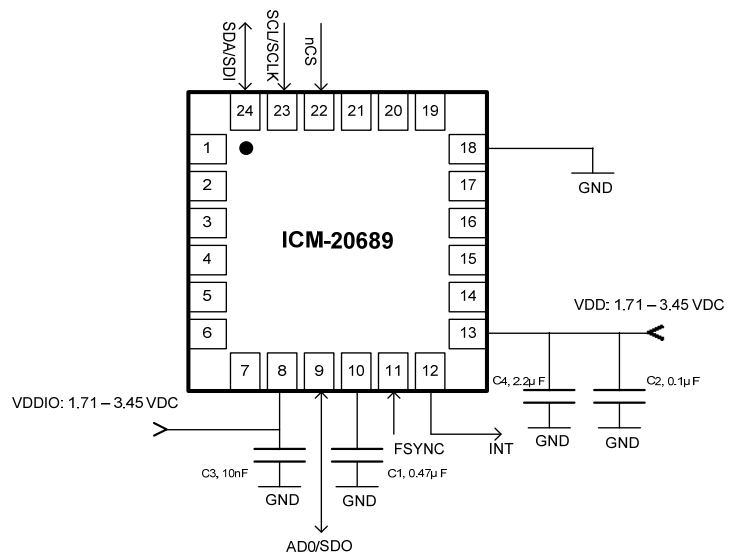 SDA/SDI
SCL/SCLK
nCS
24 23 22 21 20 19
1
2
3
4
5
6
18
17
16
15
14
13
ICM-20689
7 8 9 10 11 12
GND
VDD: 1.71 – 3.45 VDC
C4, 2.2µ F
C2, 0.1µ F
GND
GND
VDDIO: 1.71 – 3.45 VDC
C3, 10nF
GND
C1, 0.47µ F
GND
FSYNC
INT
AD0/SDO